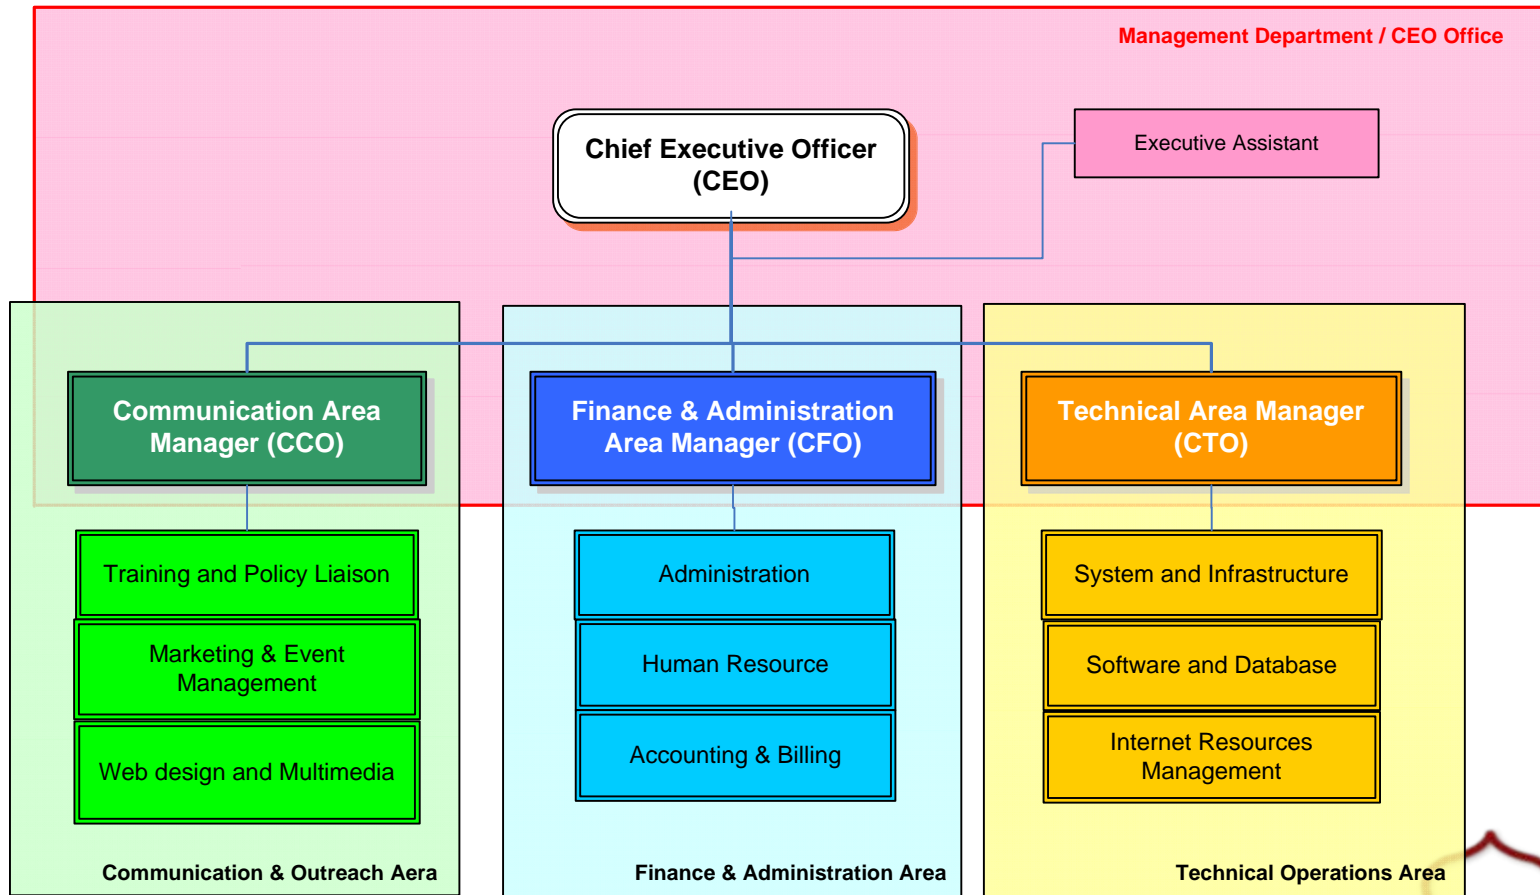 Management Department / CEO Office
Chief Executive Officer
(CEO)
Executive Assistant
Communication Area
Manager (CCO)
Finance & Administration
Area Manager (CFO)
Technical Area Manager
(CTO)
Training and Policy Liaison
Marketing & Event
Management
Web design and Multimedia
Administration
Human Resource
Accounting & Billing
System and Infrastructure
Software and Database
Internet Resources
Management
Communication & Outreach Aera
Finance & Administration Area
Technical Operations Area